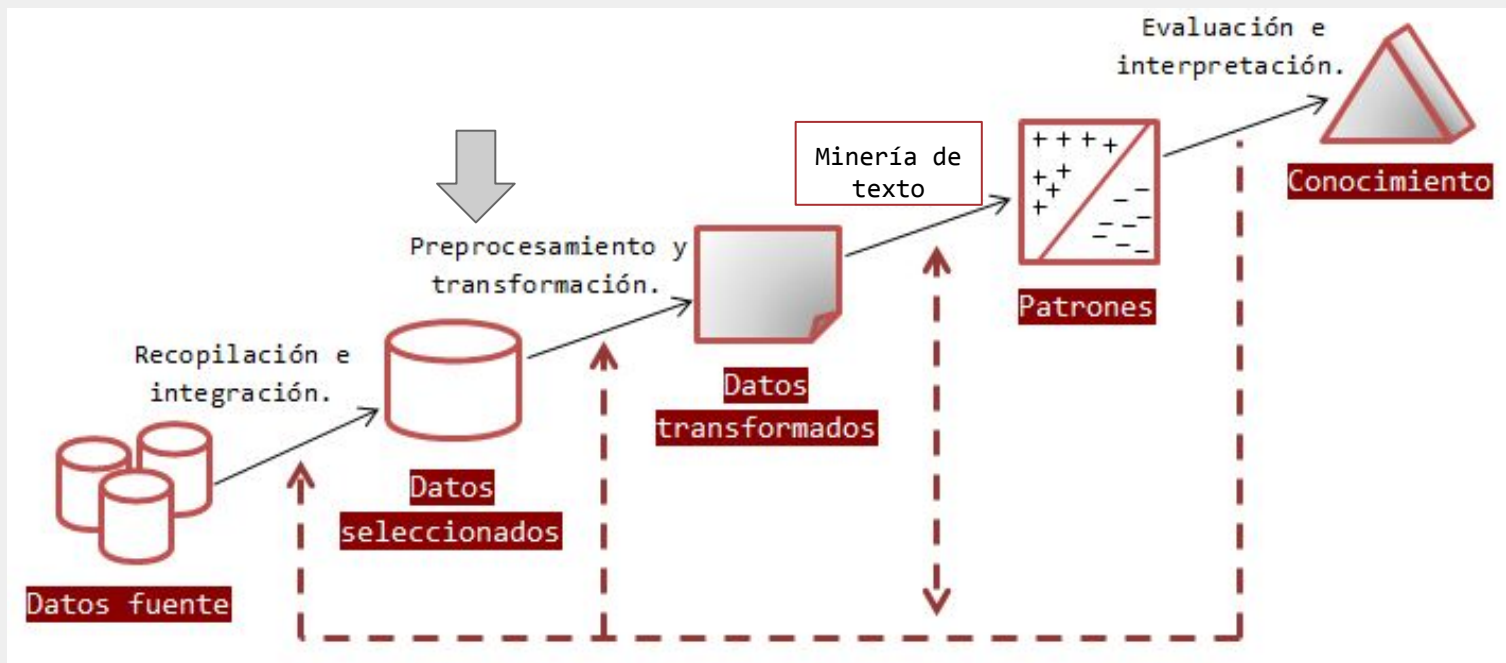 Evaluación e
interpretación.
Minería de
texto
Conocimiento
Preprocesamiento y
transformación.
Patrones
Recopilación e
integración.
Datos
transformados
Datos
seleccionados
Datos fuente